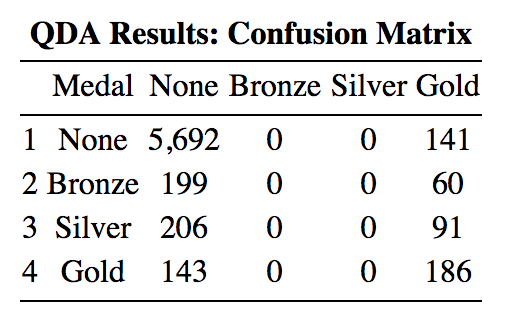 QDA Results: Confusion Matrix
Medal None Bronze Silver Gold
1 None 5,692 0 0 141
2 Bronze 199 0 0 60
3 Silver 206 0 0 91
4 Gold 143 0 0 186